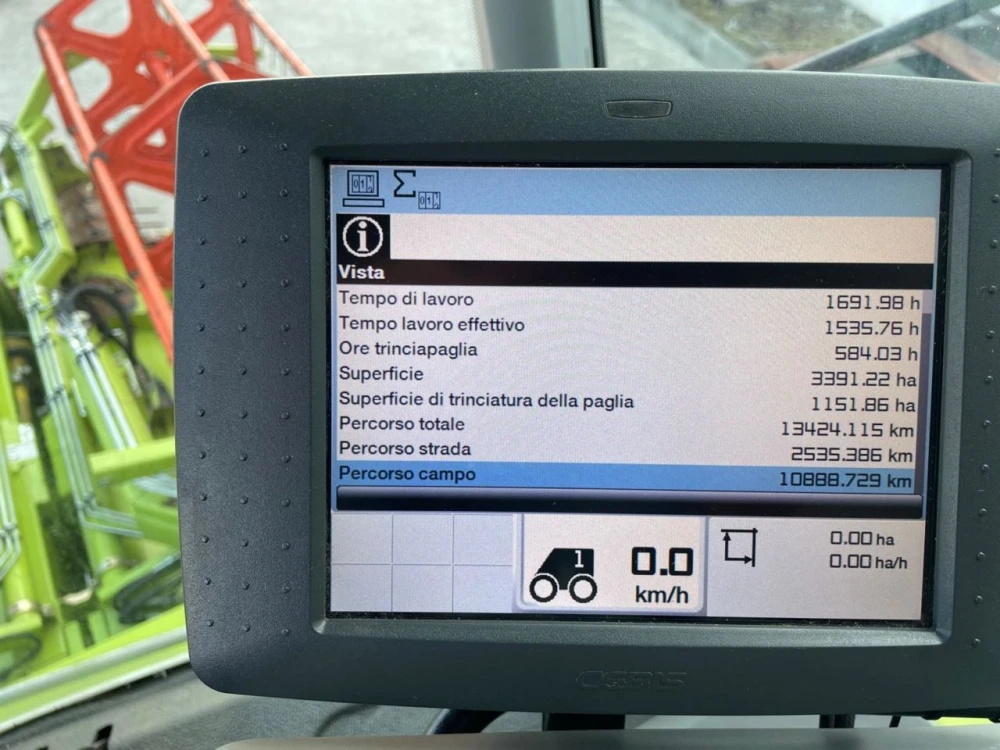 Vista
Tempo di lavoro 1691.98 h
Tempo lavoro effettivo 1535.76 h
Ore trinciapaglia 584.03 h
Superficie 3391.22 ha
Superficie di trinciatura della paglia 1151.86 ha
Percorso totale 13424.115 km
Percorso strada 2535.386 km
Percorso campo 10888.729 km
1 0.0 km/h
0.00 ha
0.00 ha/h
CEBIS